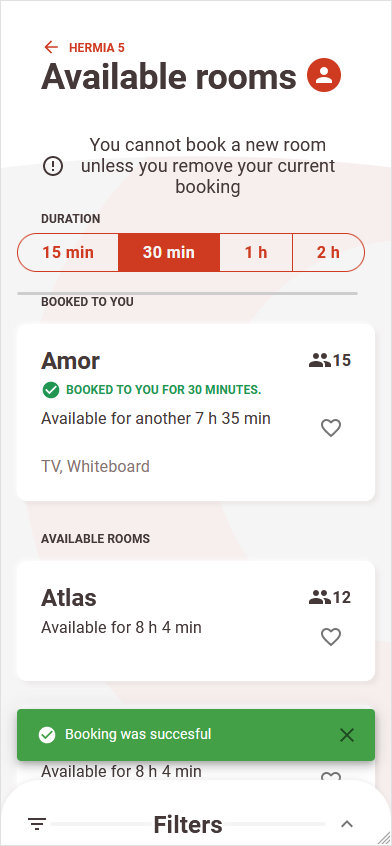 HERMIA 5
Available rooms
You cannot book a new room
unless you remove your current
booking
DURATION
15 min 30 min 1 h 2 h
BOOKED TO YOU
Amor 15
BOOKED TO YOU FOR 30 MINUTES.
Available for another 7 h 35 min
TV, Whiteboard
AVAILABLE ROOMS
Atlas 12
Available for 8 h 4 min
Booking was succesful
Available for 8 h 4 min
Filters